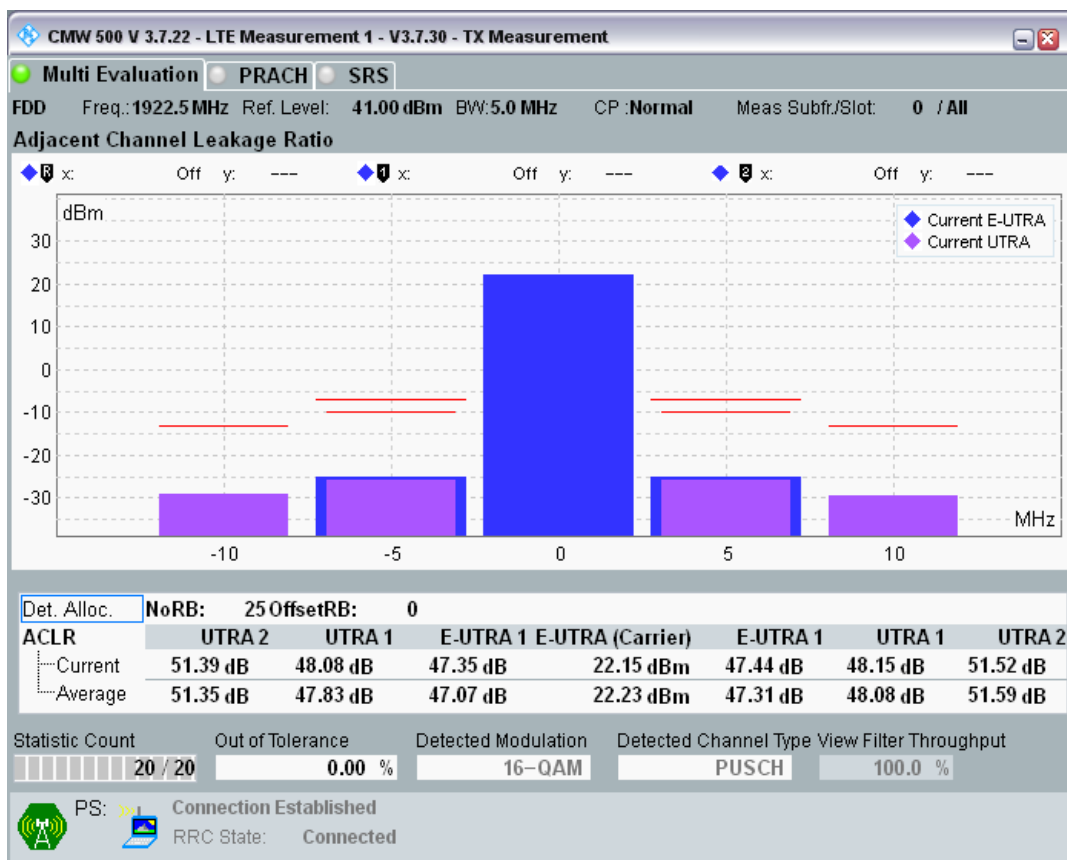 CMW 500 V 3.7.22 - LTE Measurement 1 - V3.7.30 - TX Measurement
Multi Evaluation PRACH SRS
FDD Freq.: 1922.5 MHz Ref. Level: 41.00 dBm BW: 5.0 MHz CP :Normal Meas Subfr./Slot: 0 / All
Adjacent Channel Leakage Ratio
R x: Off y: --- 1 x: Off y: --- 2 x: Off y: ---
dBm
Current E-UTRA
Current UTRA
30
20
10
0
-10
-20
-30
MHz
-10 -5 0 5 10
Det. Alloc. NoRB: 25 OffsetRB: 0
ACLR UTRA 2 UTRA 1 E-UTRA 1 E-UTRA (Carrier) E-UTRA 1 UTRA 1 UTRA 2
Current 51.39 dB 48.08 dB 47.35 dB 22.15 dBm 47.44 dB 48.15 dB 51.52 dB
Average 51.35 dB 47.83 dB 47.07 dB 22.23 dBm 47.31 dB 48.08 dB 51.59 dB
Statistic Count Out of Tolerance Detected Modulation Detected Channel Type View Filter Throughput
20 / 20 0.00 % 16-QAM PUSCH 100.0 %
PS: Connection Established
RRC State: Connected